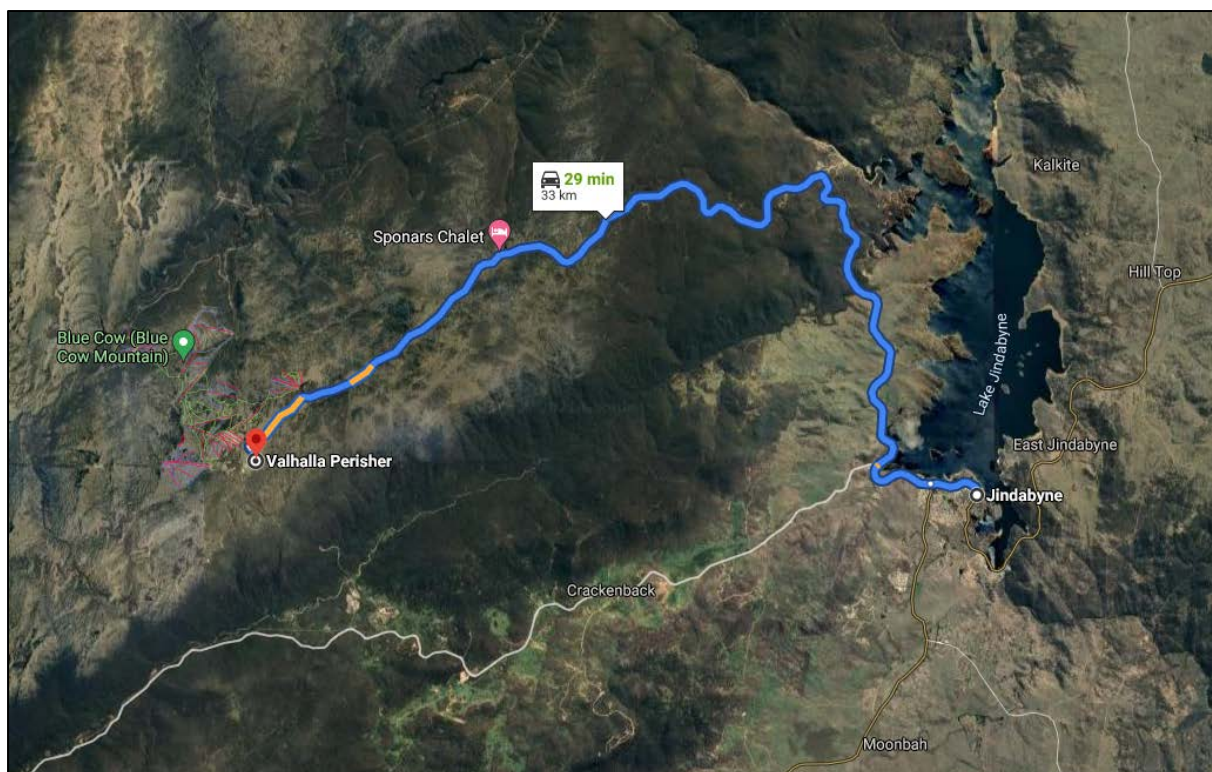 Kalkite
29 min
33 km
Sponars Chalet
Hill Top
Blue Cow (Blue
Cow Mountain)
Lake Jindabyne
East Jindabyne
Valhalla Perisher
Jindabyne
Crackenback
Moonbah